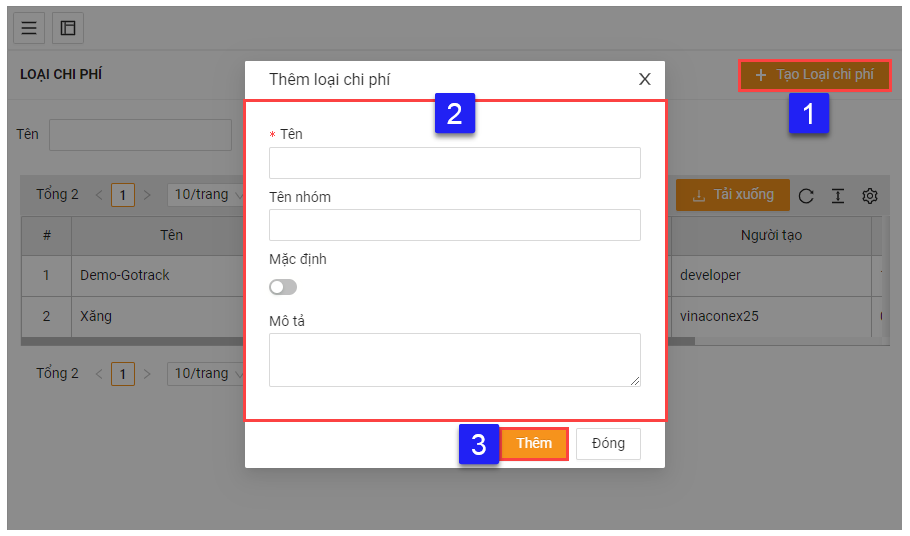 LOẠI CHI PHÍ
+ Tạo Loại chi phí
1
Tên
Tổng 2 < 1 > 10/trang
Tải xuống
# Tên Người tạo
1 Demo-Gotrack developer
2 Xăng vinaconex25
Tổng 2 < 1 > 10/trang
Thêm loại chi phí X
2
* Tên
Tên nhóm
Mặc định
Mô tả
3 Thêm Đóng